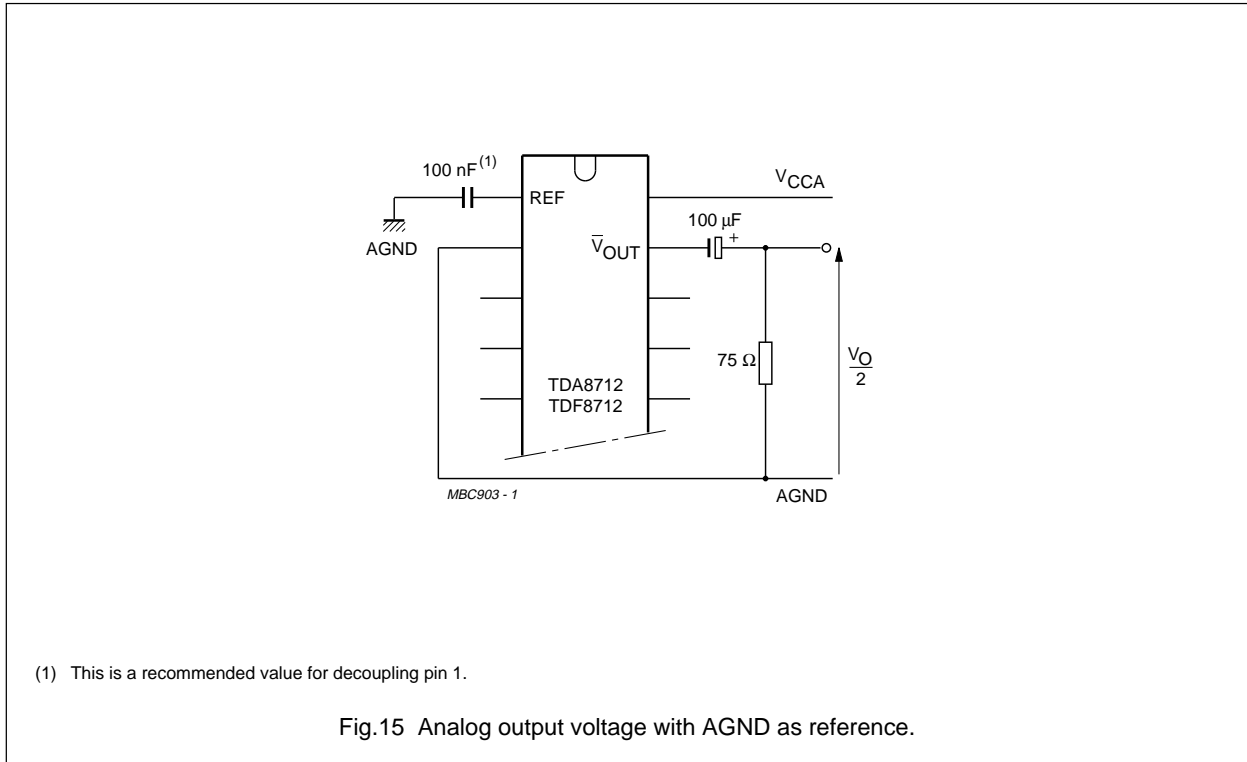 100 nF(1)
REF
VCCA
AGND
100 µF
+
V̅OUT
75 Ω
VO
2
TDA8712
TDF8712
MBC903 - 1
AGND
(1) This is a recommended value for decoupling pin 1.
Fig.15 Analog output voltage with AGND as reference.